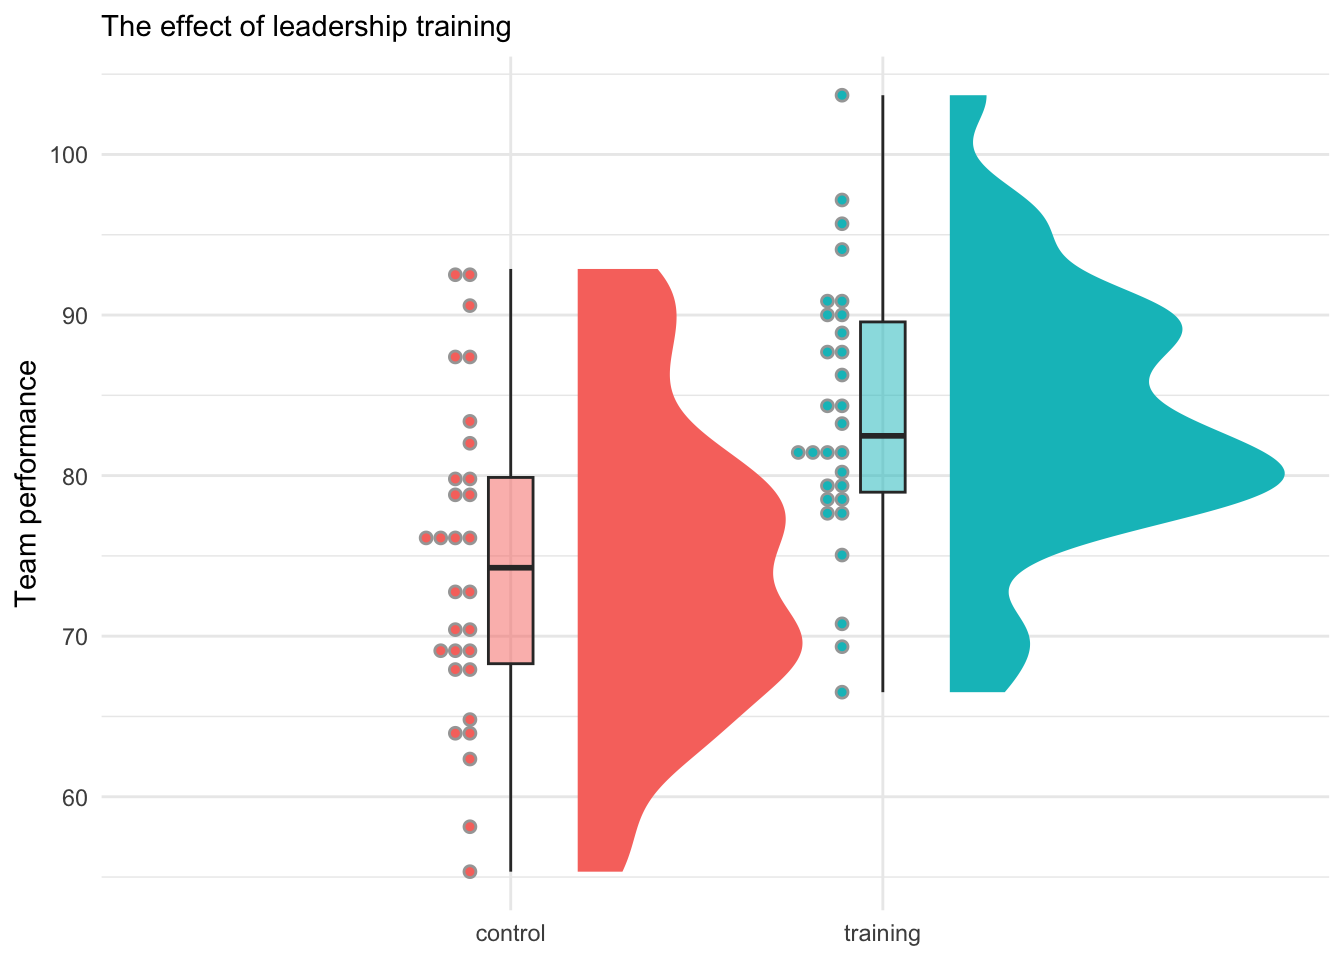 The effect of leadership training
Team performance
100
90
80
70
60
control
training